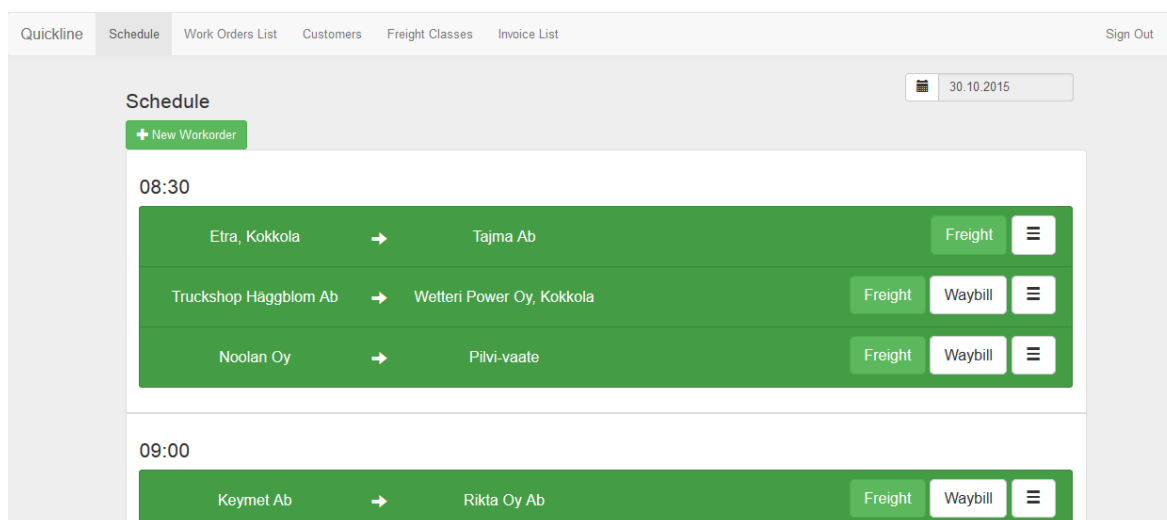 Quickline Schedule Work Orders List Customers Freight Classes Invoice List Sign Out
30.10.2015
Schedule
New Workorder
08:30
Etra, Kokkola Tajma Ab Freight
Truckshop Häggblom Ab Wetteri Power Oy, Kokkola Freight Waybill
Noolan Oy Pilvi-vaate Freight Waybill
09:00
Keymet Ab Rikta Oy Ab Freight Waybill